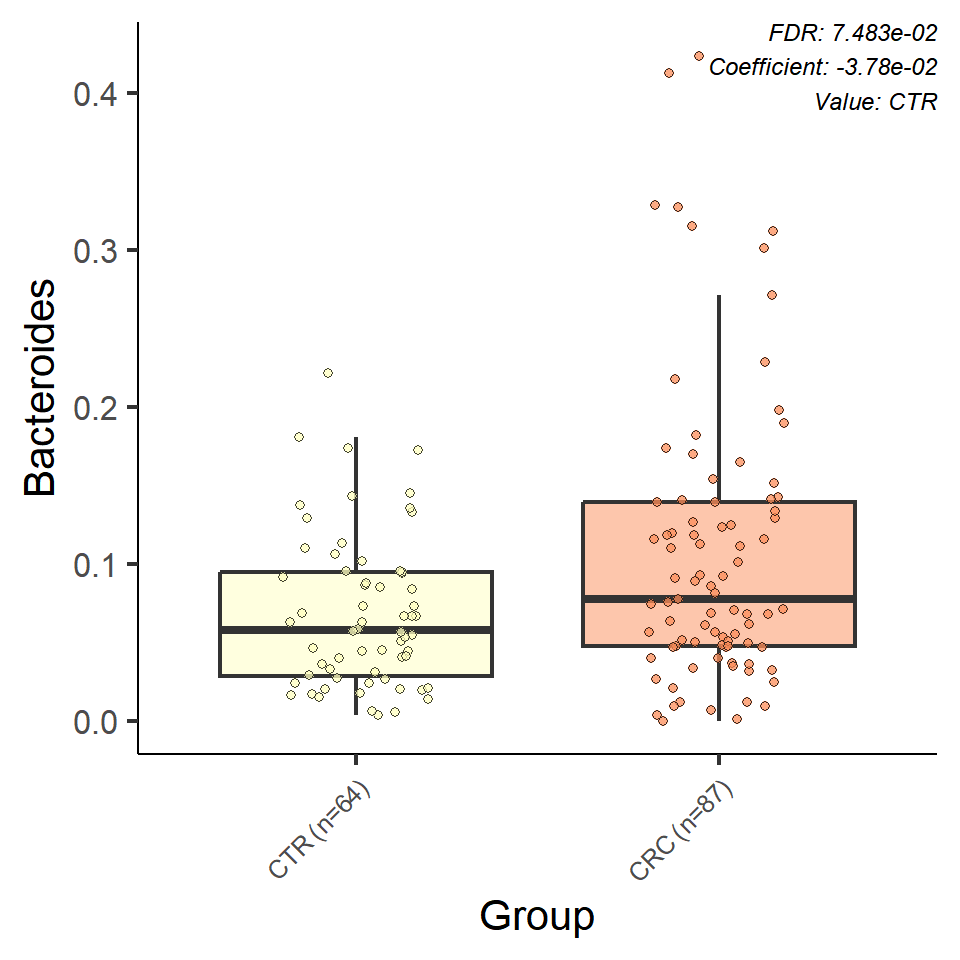 FDR: 7.483e-02
Coefficient: -3.78e-02
Value: CTR
0.4
0.3
0.2
0.1
0.0
Bacteroides
CTR (n=64)
CRC (n=87)
Group